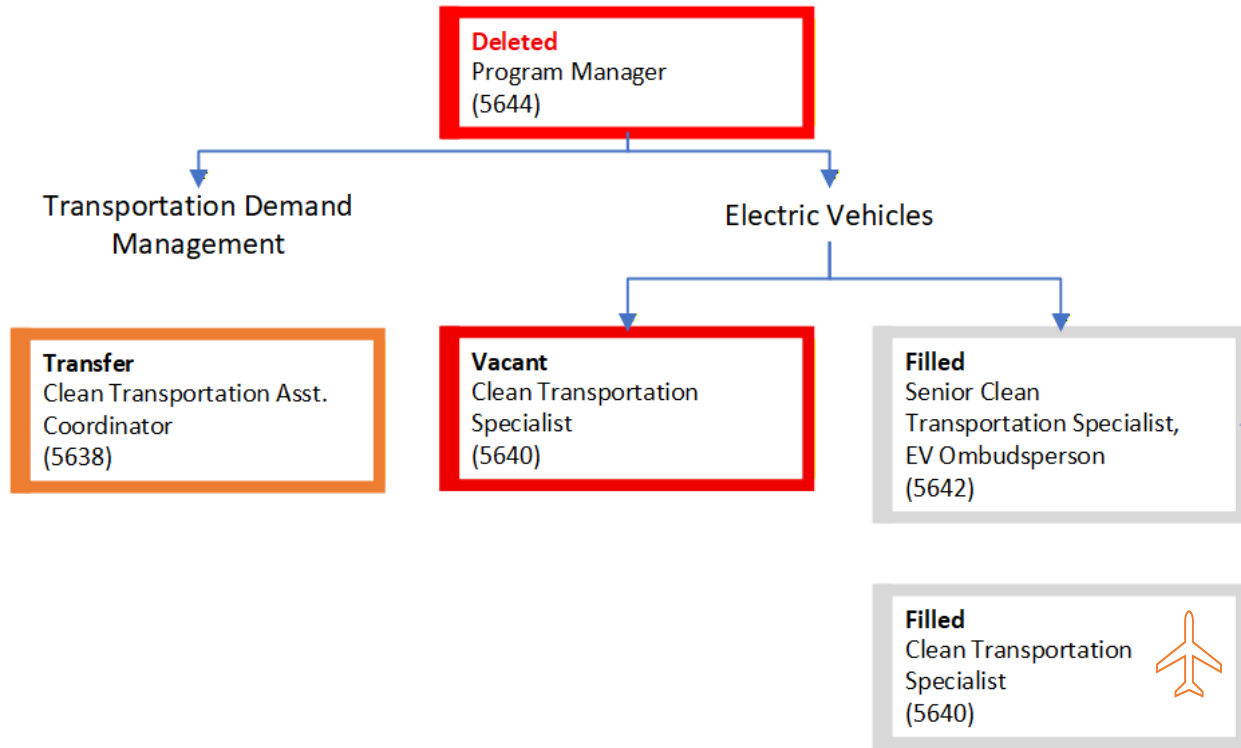 Deleted
Program Manager
(5644)
Transportation Demand
Management
Electric Vehicles
Transfer
Clean Transportation Asst.
Coordinator
(5638)
Vacant
Clean Transportation
Specialist
(5640)
Filled
Senior Clean
Transportation Specialist,
EV Ombudsperson
(5642)
Filled
Clean Transportation
Specialist
(5640)